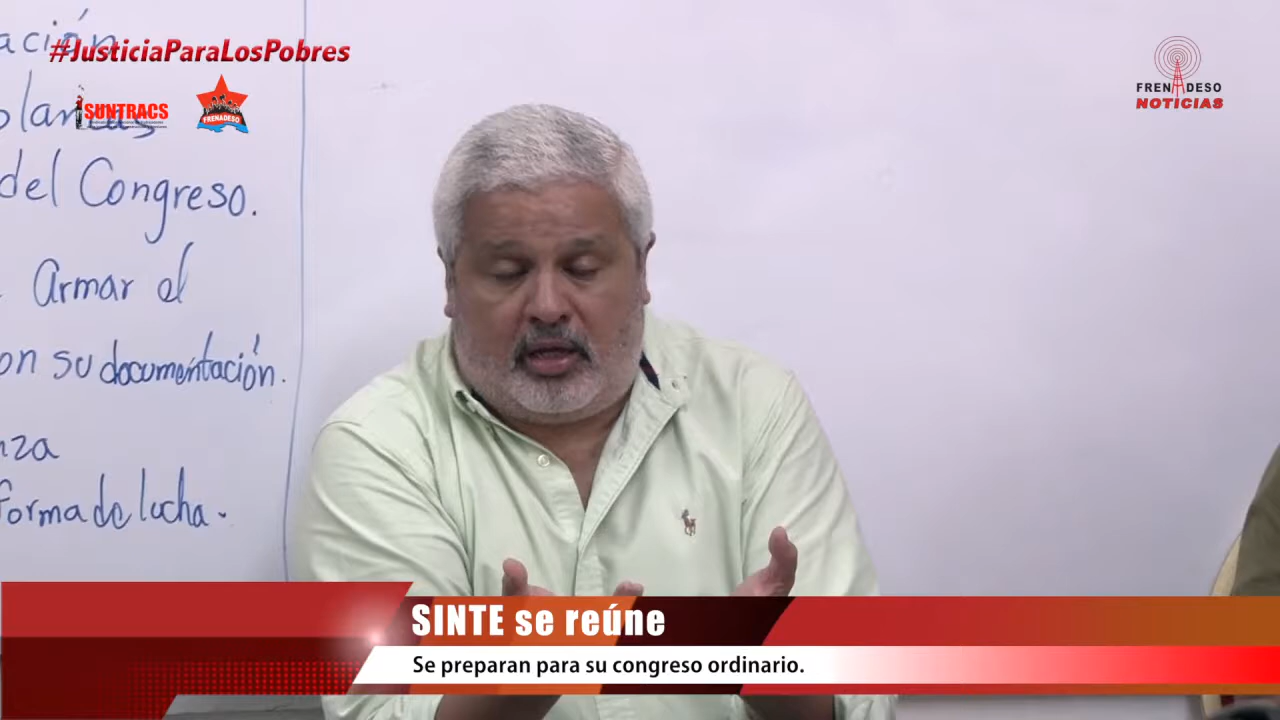 ación
#JusticiaParaLosPobres
SUNTRACS
FRENADESO
FRENADESO
NOTICIAS
del Congreso.
Armar el
on su documentación.
nza
forma de lucha.
SINTE se reúne
Se preparan para su congreso ordinario.